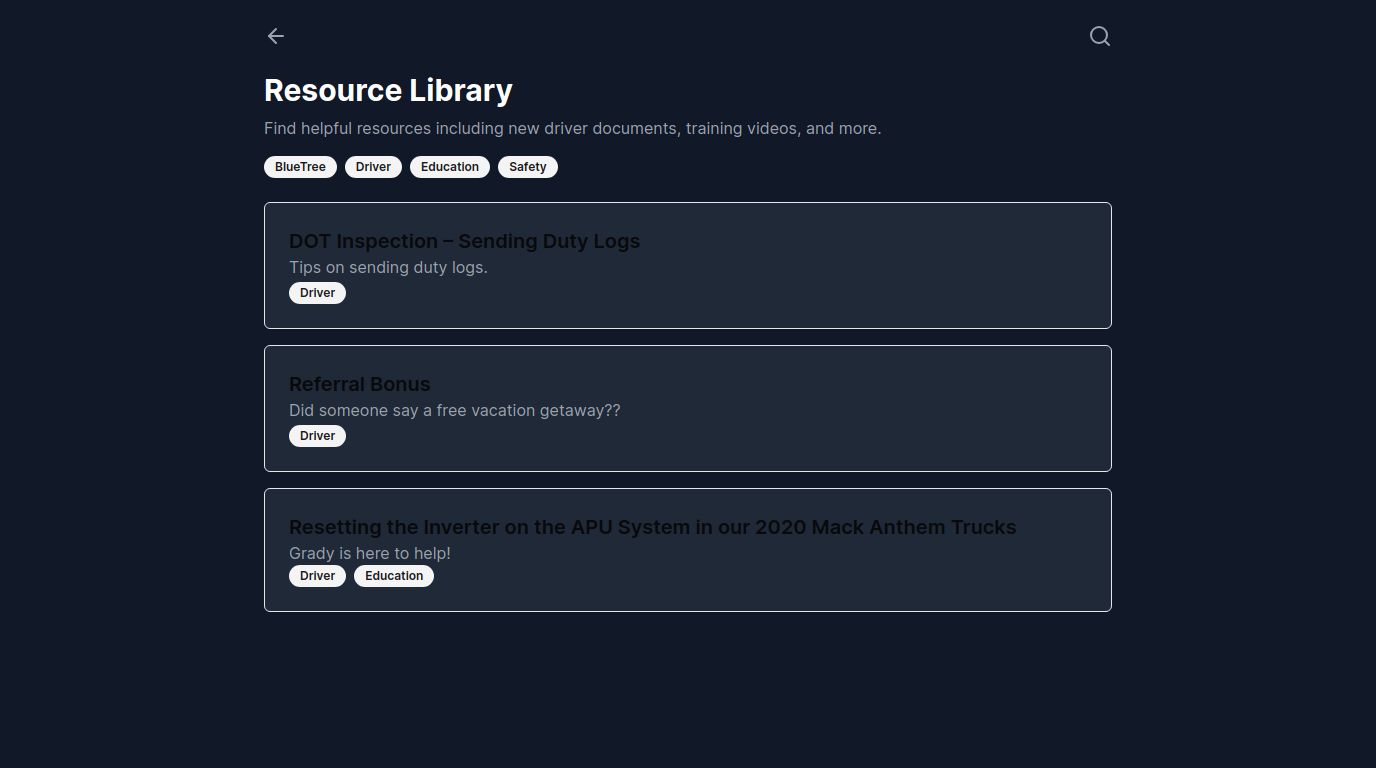 Resource Library
Find helpful resources including new driver documents, training videos, and more.
BlueTree Driver Education Safety
DOT Inspection – Sending Duty Logs
Tips on sending duty logs.
Driver
Referral Bonus
Did someone say a free vacation getaway??
Driver
Resetting the Inverter on the APU System in our 2020 Mack Anthem Trucks
Grady is here to help!
Driver Education